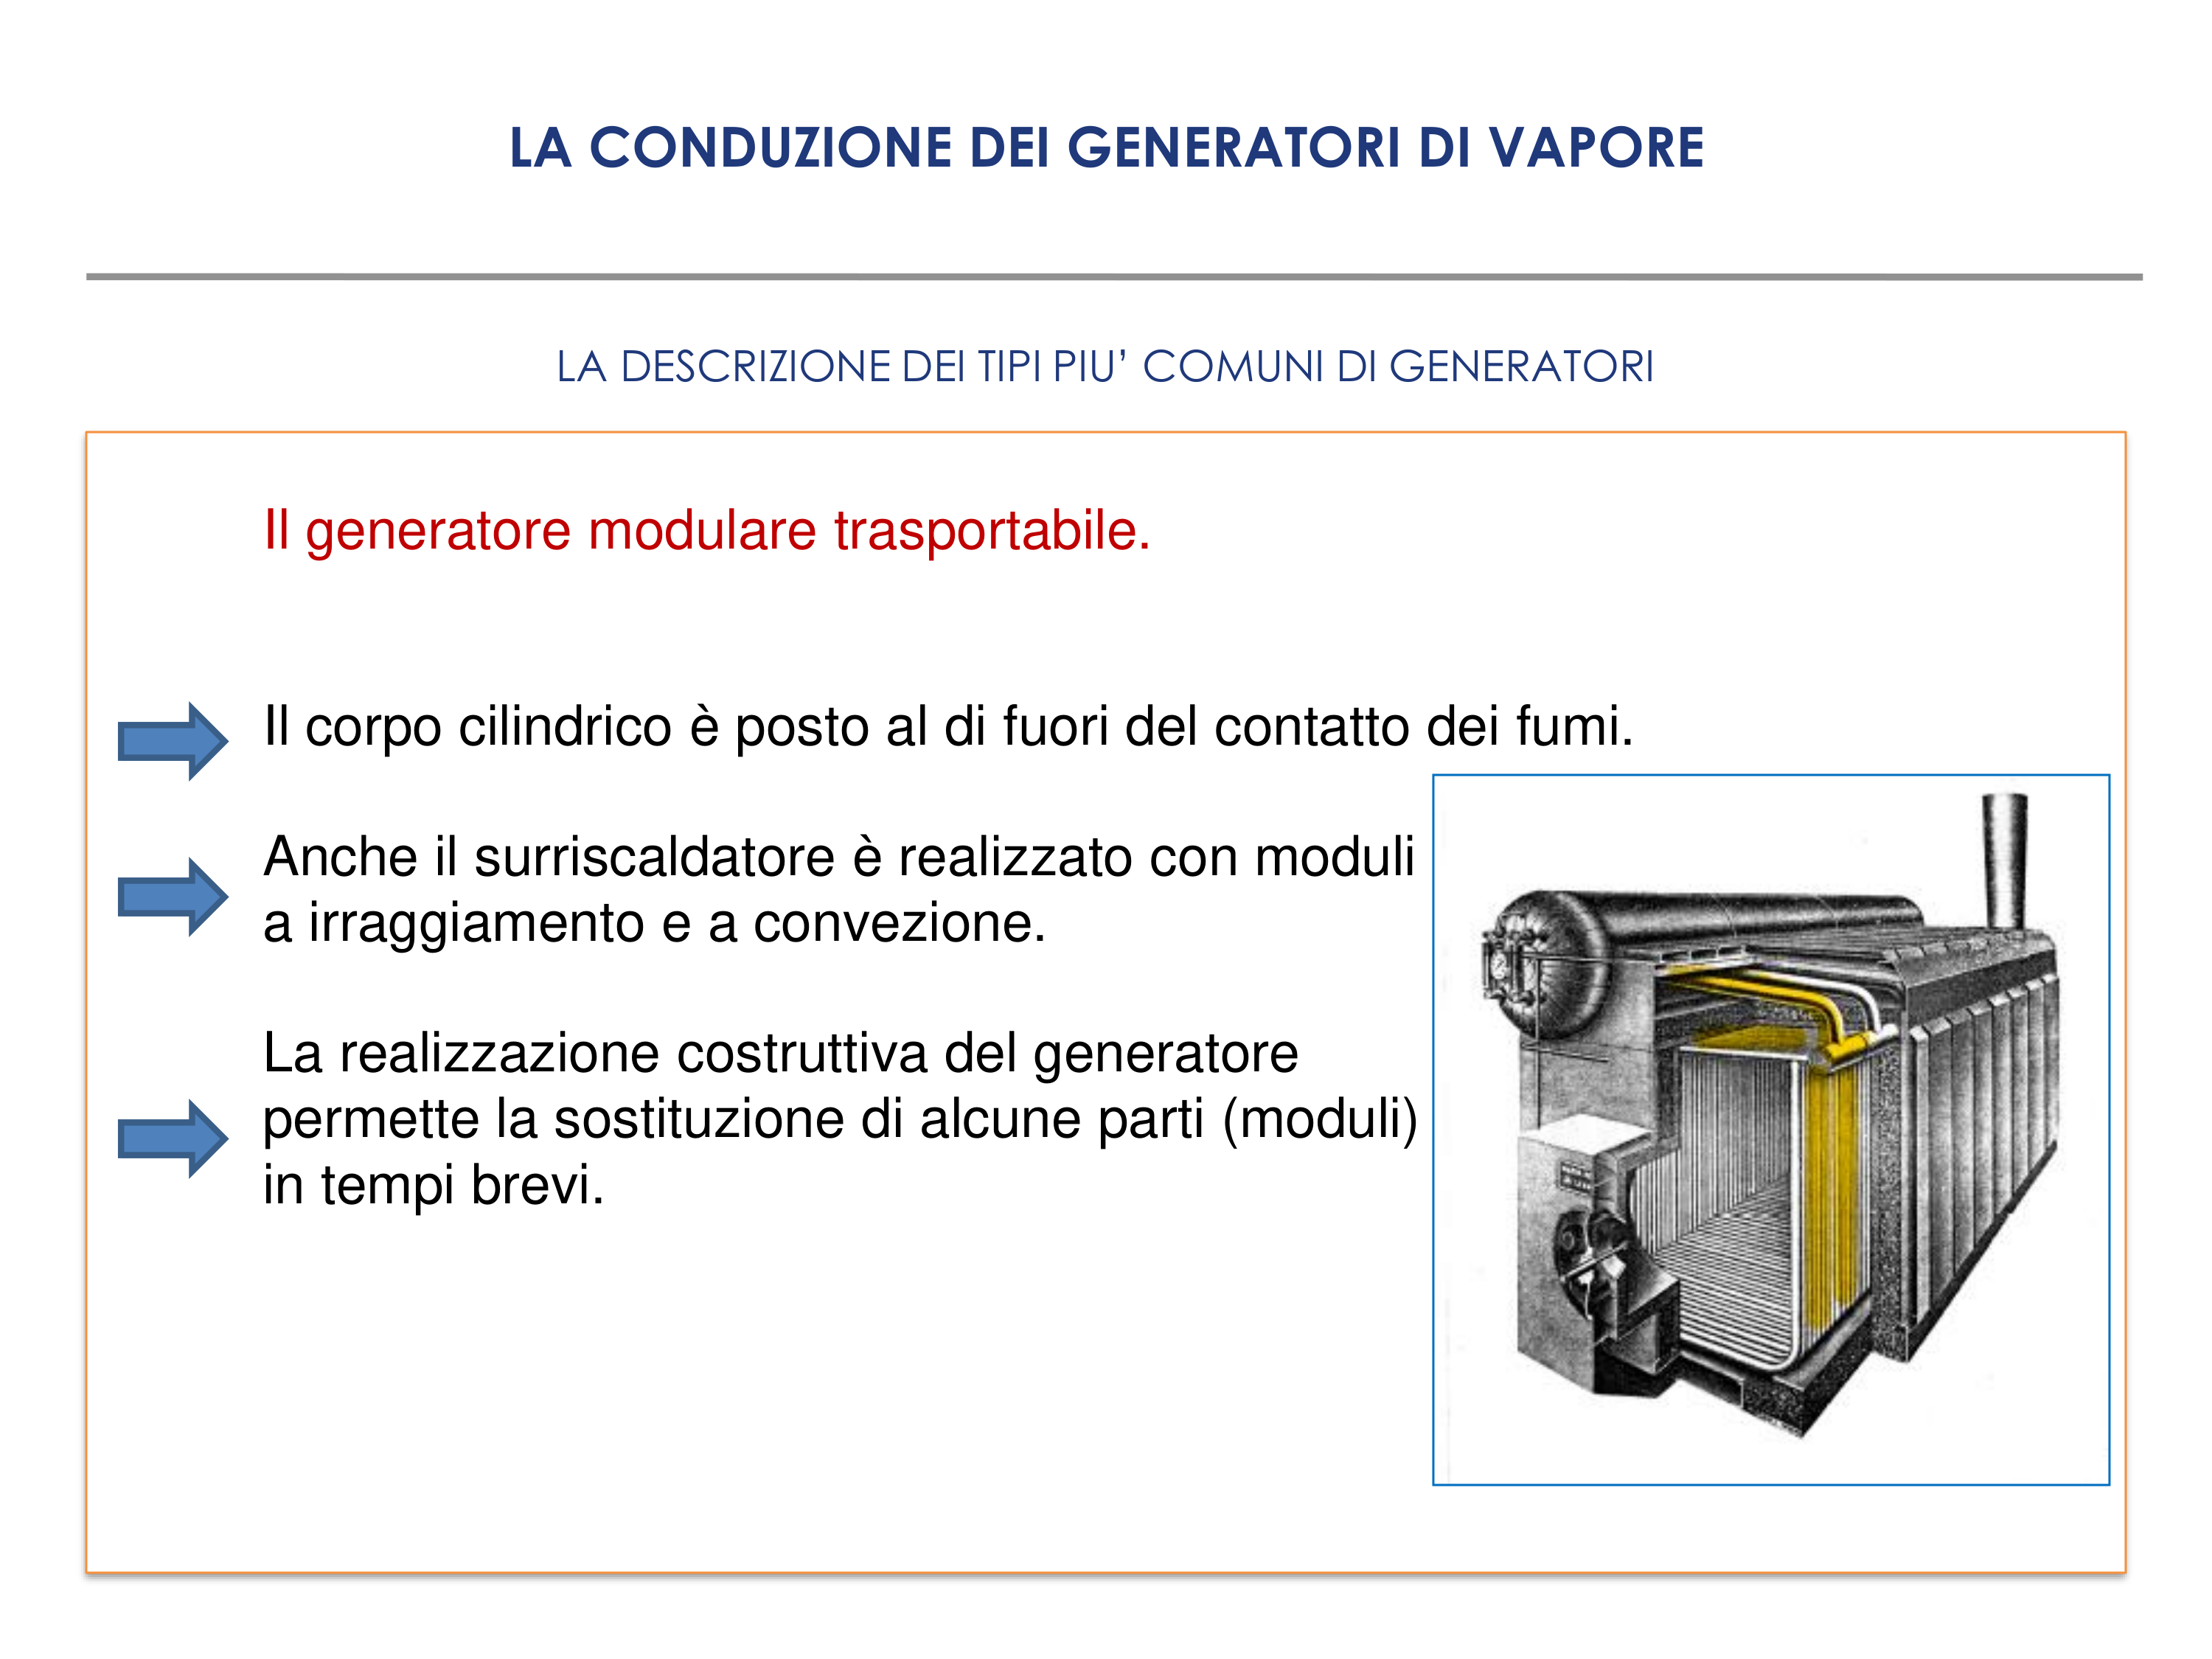 LA CONDUZIONE DEI GENERATORI DI VAPORE
LA DESCRIZIONE DEI TIPI PIU’ COMUNI DI GENERATORI
Il generatore modulare trasportabile.
Il corpo cilindrico è posto al di fuori del contatto dei fumi.
Anche il surriscaldatore è realizzato con moduli
a irraggiamento e a convezione.
La realizzazione costruttiva del generatore
permette la sostituzione di alcune parti (moduli)
in tempi brevi.